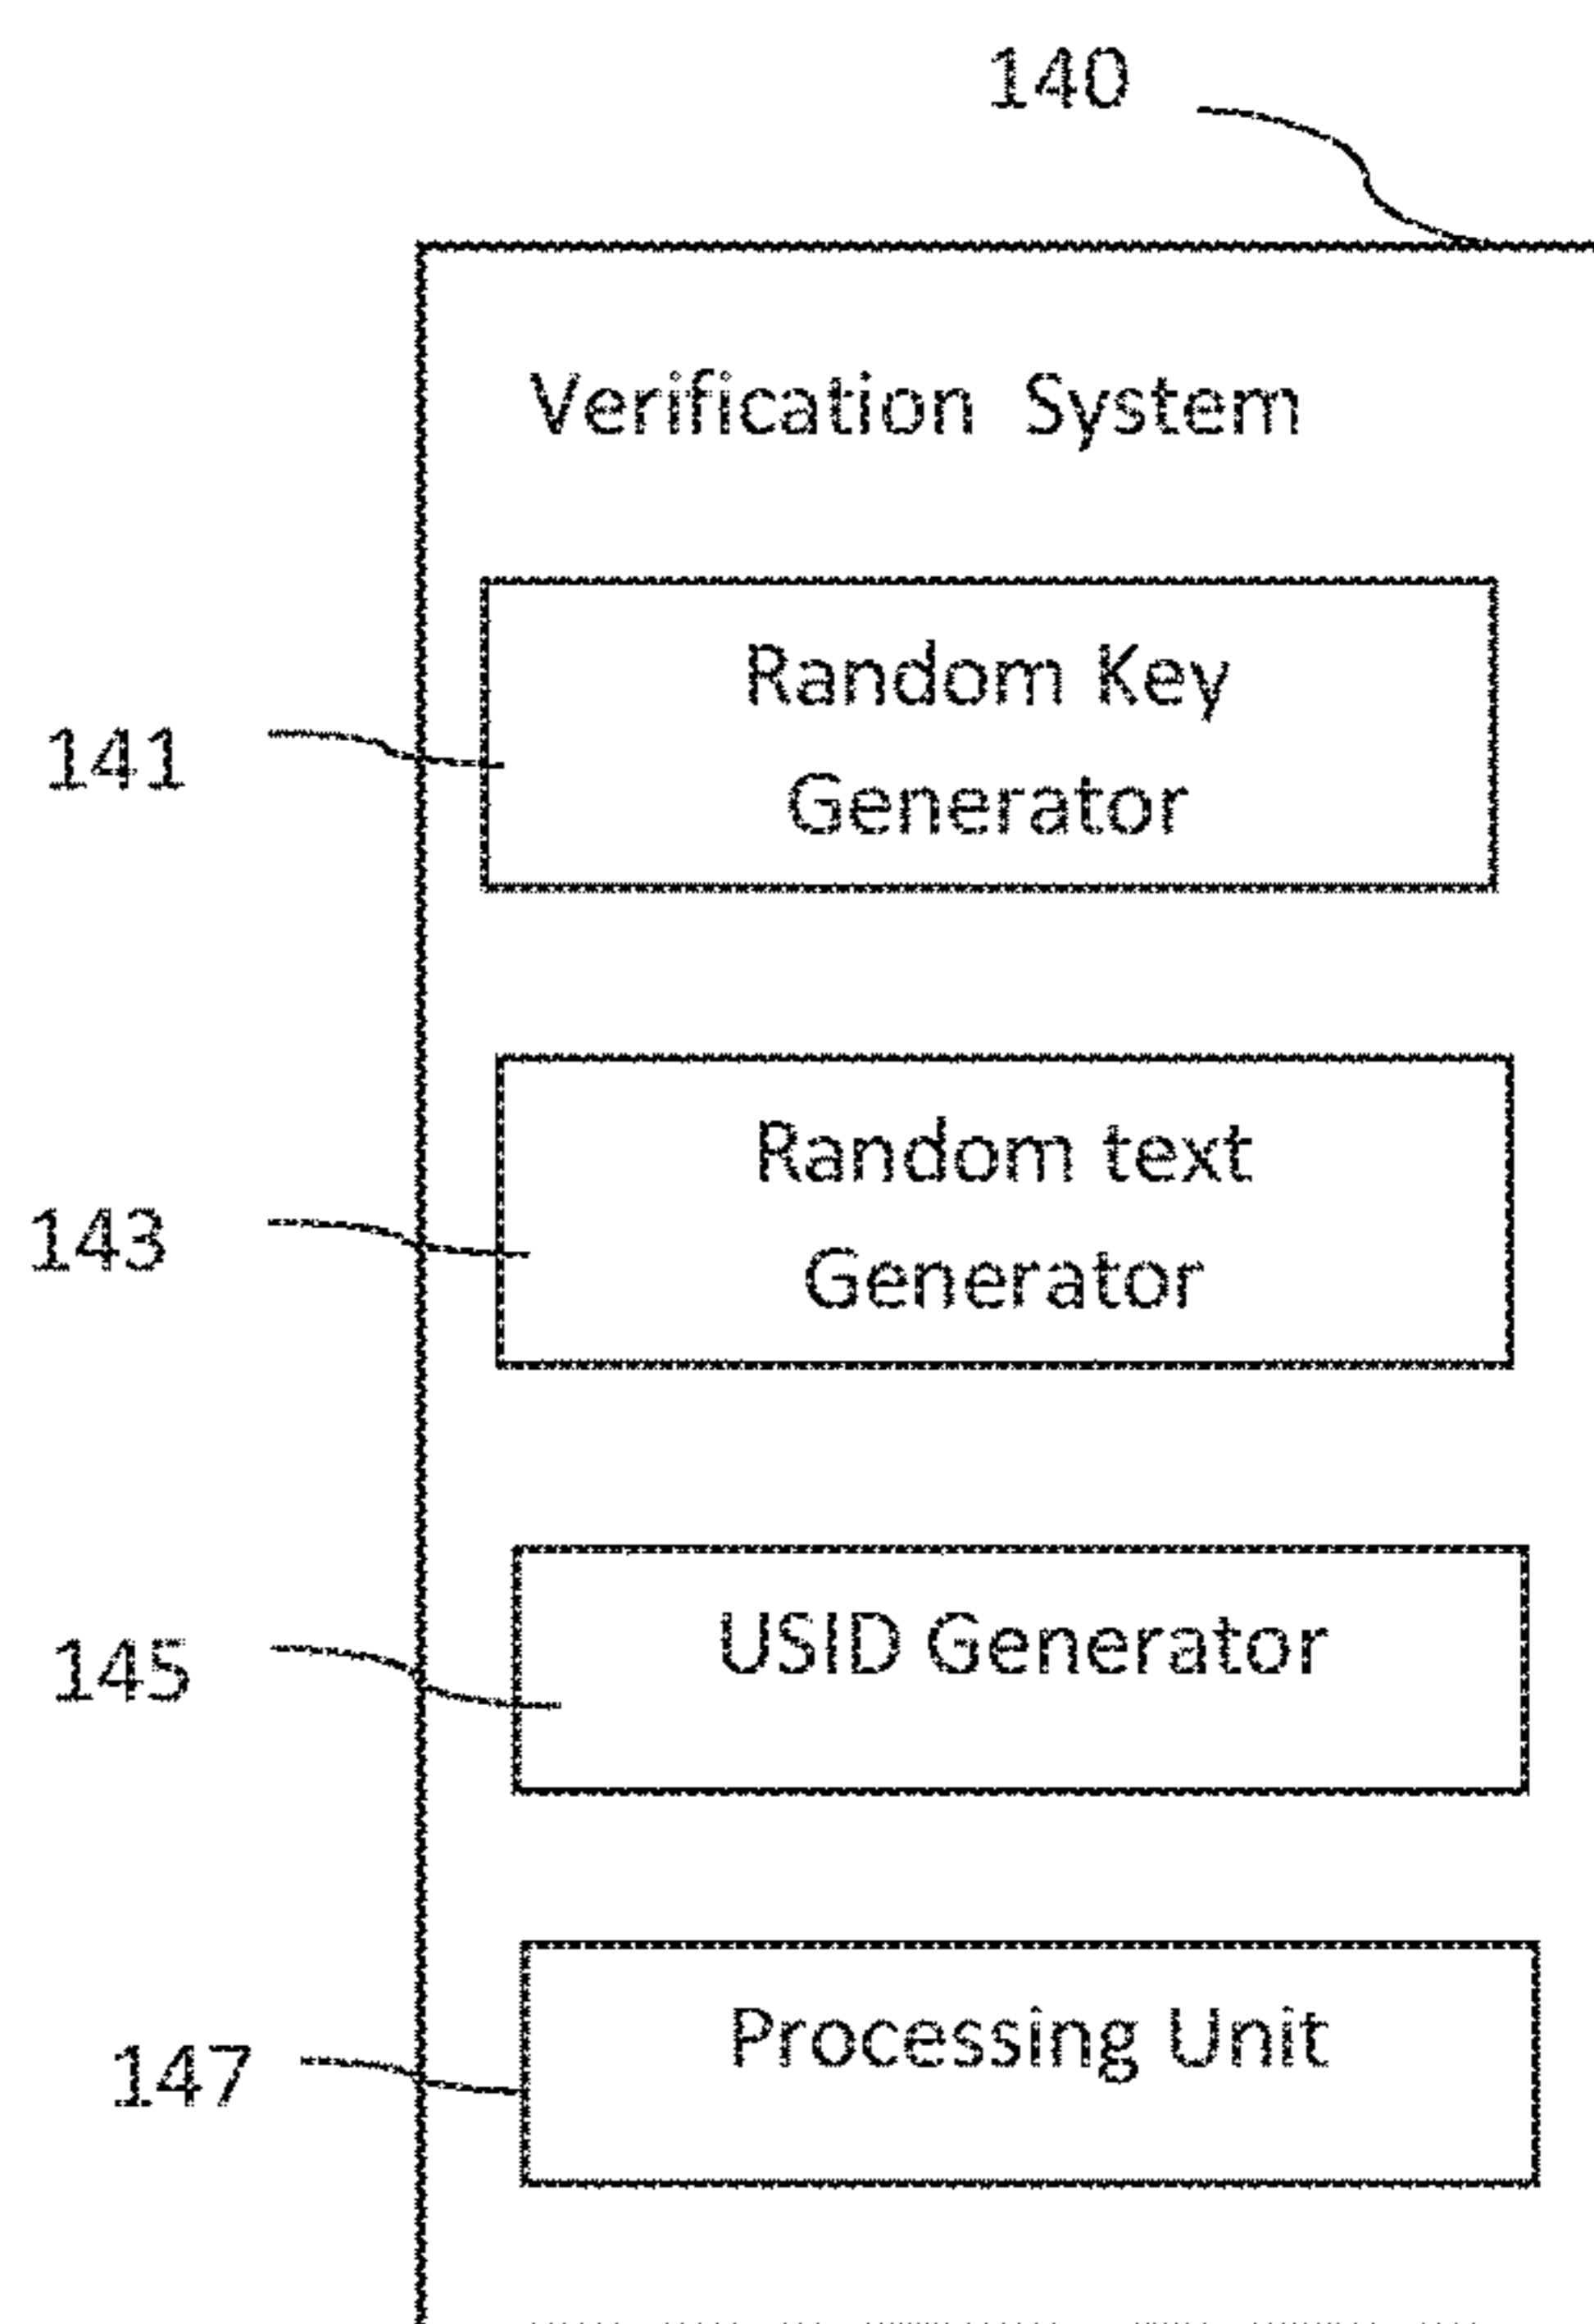 140
Verification System
Random Key
141
Generator
Random text
143
Generator
USID Generator
145
Processing Unit
147